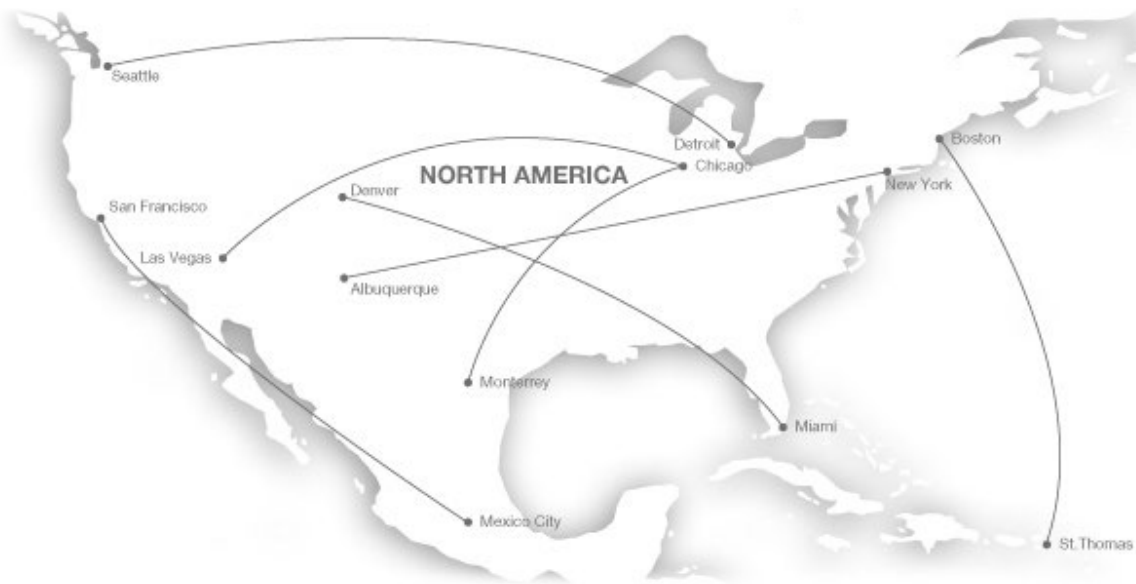 Seattle
Boston
Detroit
Chicago
NORTH AMERICA
New York
Denver
San Francisco
Las Vegas
Albuquerque
Monterrey
Miami
Mexico City
St.Thomas